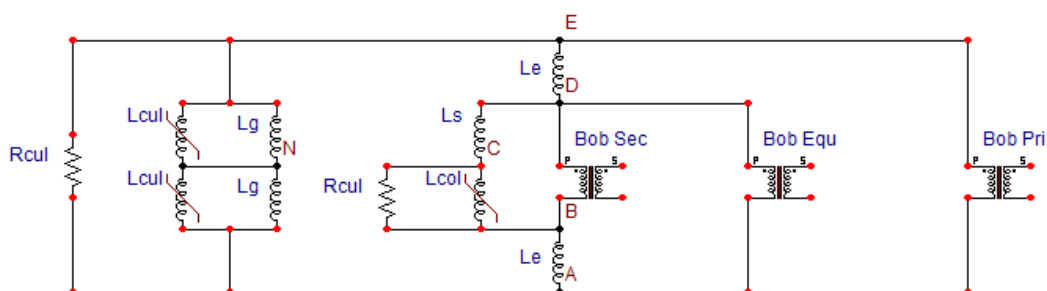 E
Le
D
Lcul
Lg
Ls
Bob Sec
Bob Equ
Bob Pri
N
C
P S
P S
P S
Rcul
Lcul
Lg
Rcul
Lcol
B
Le
A